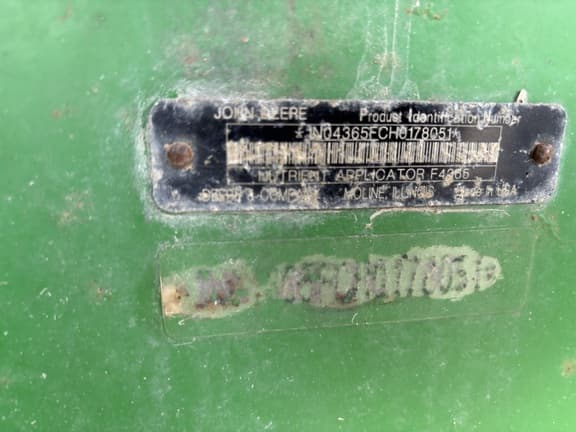 JOHN DEERE Product Identification Number
*1N04365FCH0178051*
NUTRIENT APPLICATOR F4365
DEERE & COMPANY MOLINE, ILLINOIS Made in USA